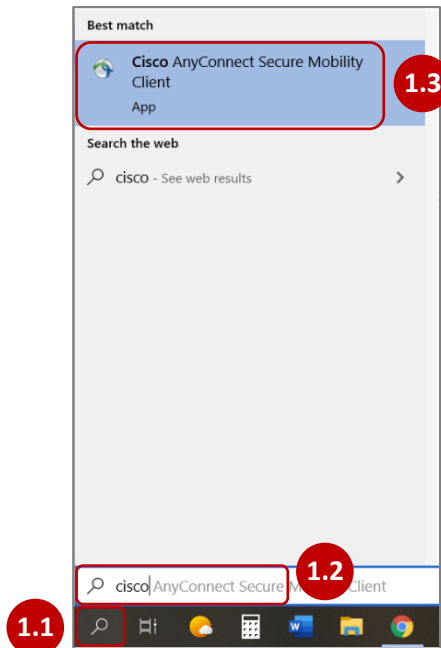 Best match
Cisco AnyConnect Secure Mobility
Client
App
1.3
Search the web
cisco - See web results
cisco AnyConnect Secure Mobility Client
1.2
1.1